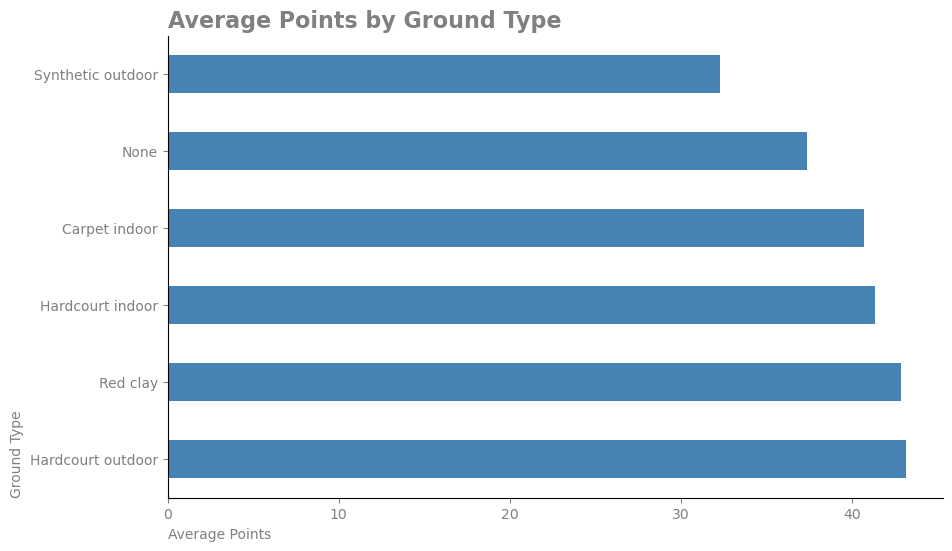 Average Points by Ground Type
Synthetic outdoor
None
Carpet indoor
Hardcourt indoor
Red clay
Hardcourt outdoor
Ground Type
0 10 20 30 40
Average Points